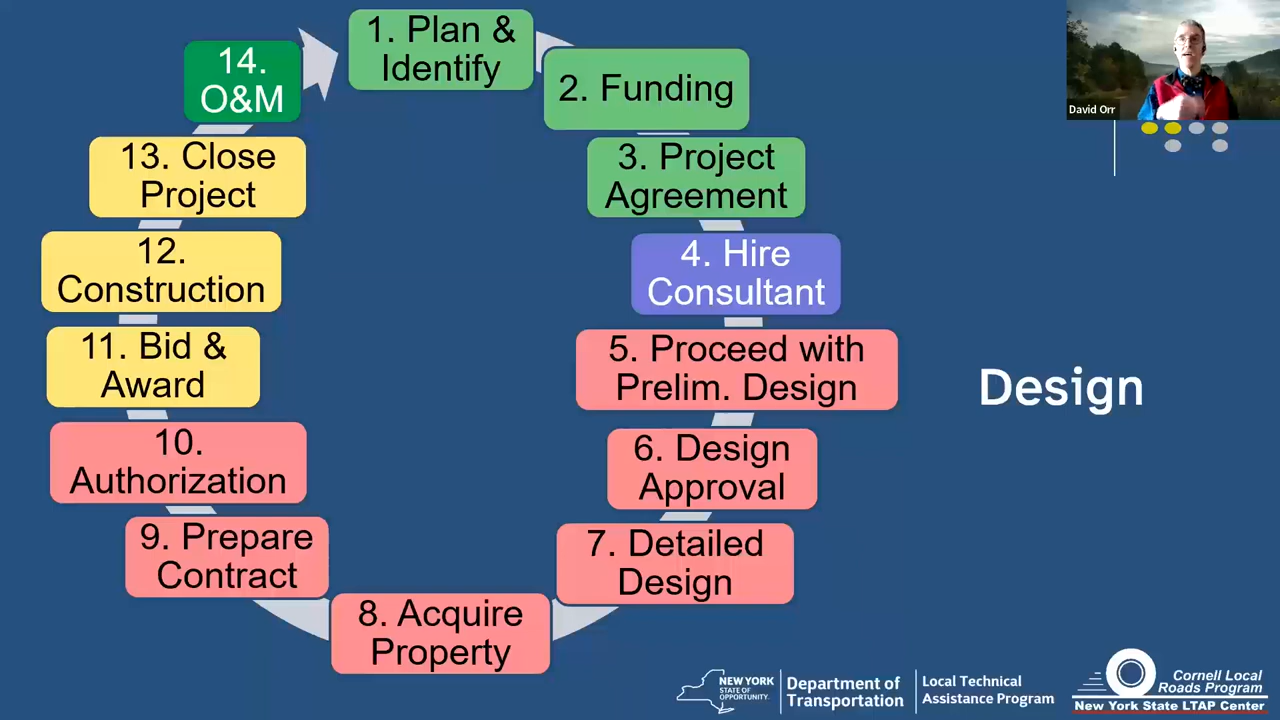 1. Plan &
Identify
2. Funding
3. Project
Agreement
4. Hire
Consultant
5. Proceed with
Prelim. Design
6. Design
Approval
7. Detailed
Design
8. Acquire
Property
9. Prepare
Contract
10.
Authorization
11. Bid &
Award
12.
Construction
13. Close
Project
14.
O&M
Design
David Orr
NEW YORK
STATE OF
OPPORTUNITY.
Department of
Transportation
Local Technical
Assistance Program
Cornell Local
Roads Program
New York State LTAP Center